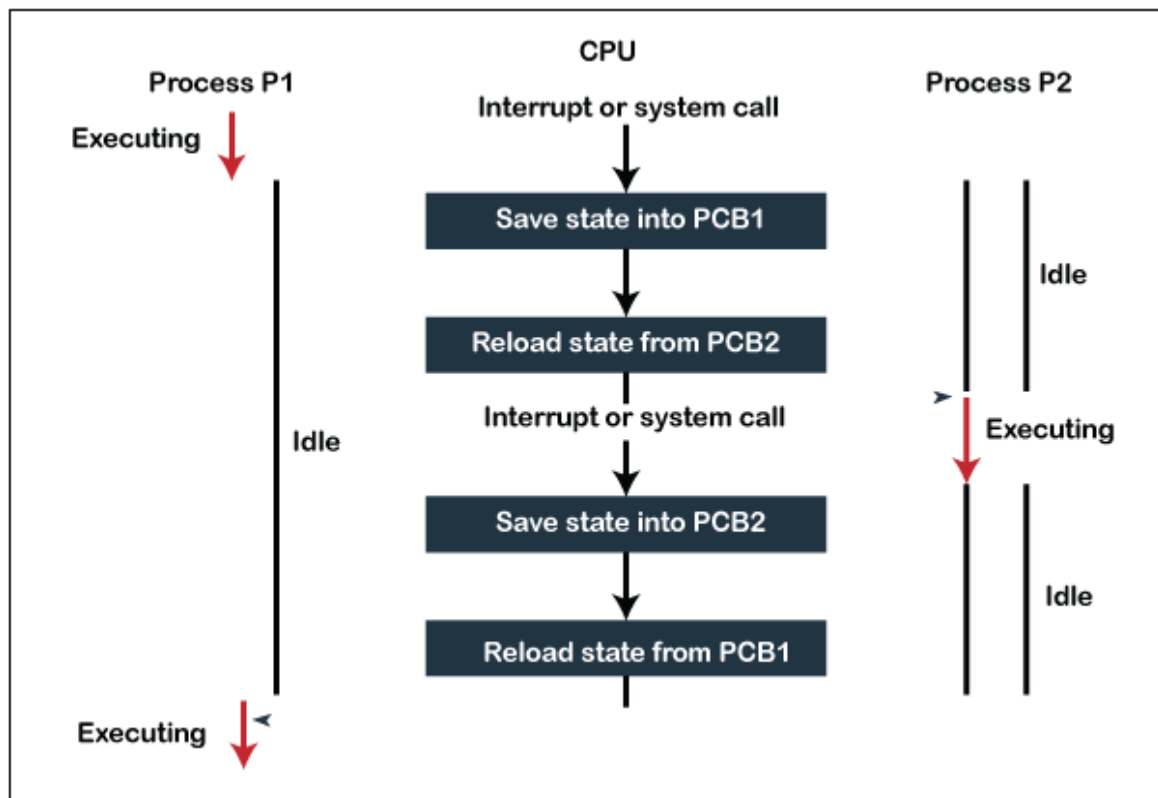 CPU
Process P1
Process P2
Interrupt or system call
Executing
Save state into PCB1
Idle
Reload state from PCB2
Interrupt or system call
Executing
Idle
Save state into PCB2
Idle
Reload state from PCB1
Executing